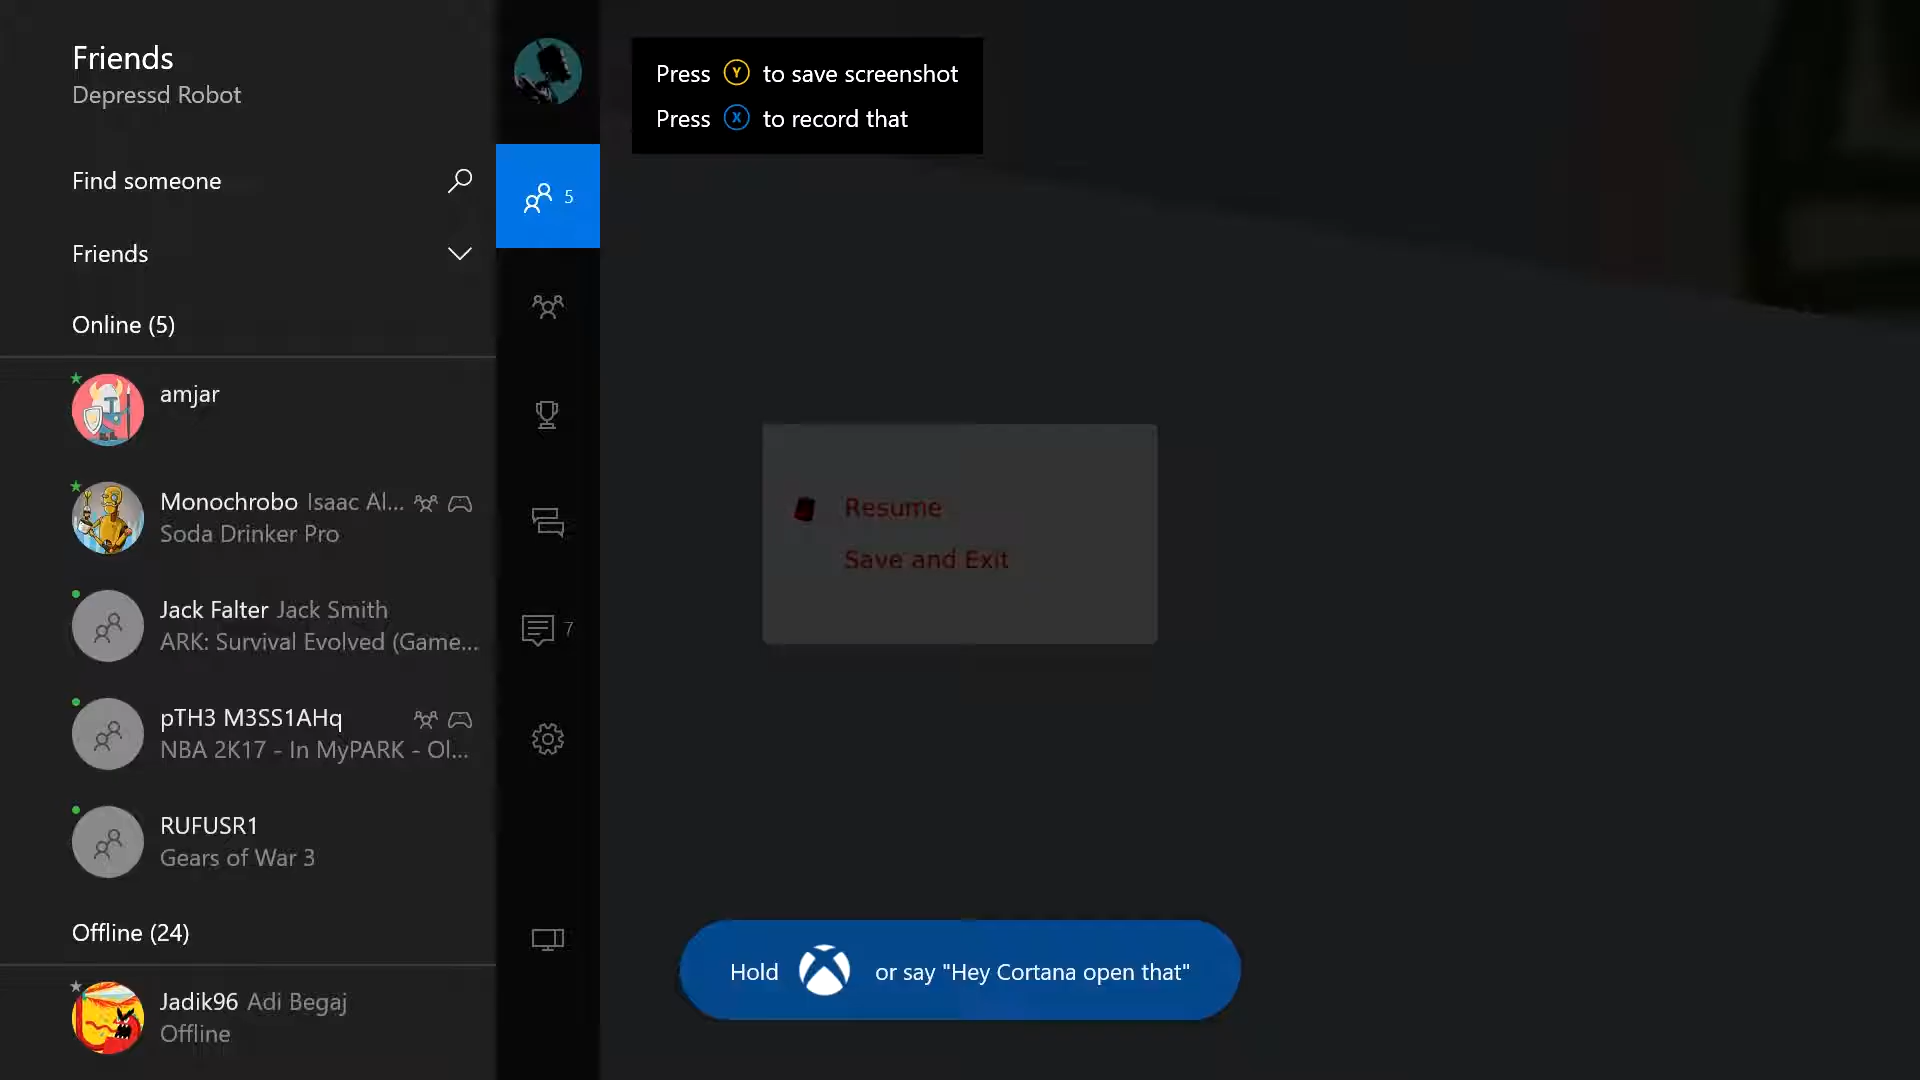 Friends
Depressd Robot
Find someone
Friends
Online (5)
amjar
Monochrobo Isaac Al...
Soda Drinker Pro
Jack Falter Jack Smith
ARK: Survival Evolved (Game...
pTH3 M3SS1AHq
NBA 2K17 - In MyPARK - Ol...
RUFUSR1
Gears of War 3
Offline (24)
Jadik96 Adi Begaj
Offline
5
7
Press Y to save screenshot
Press X to record that
Resume
Save and Exit
Hold or say "Hey Cortana open that"